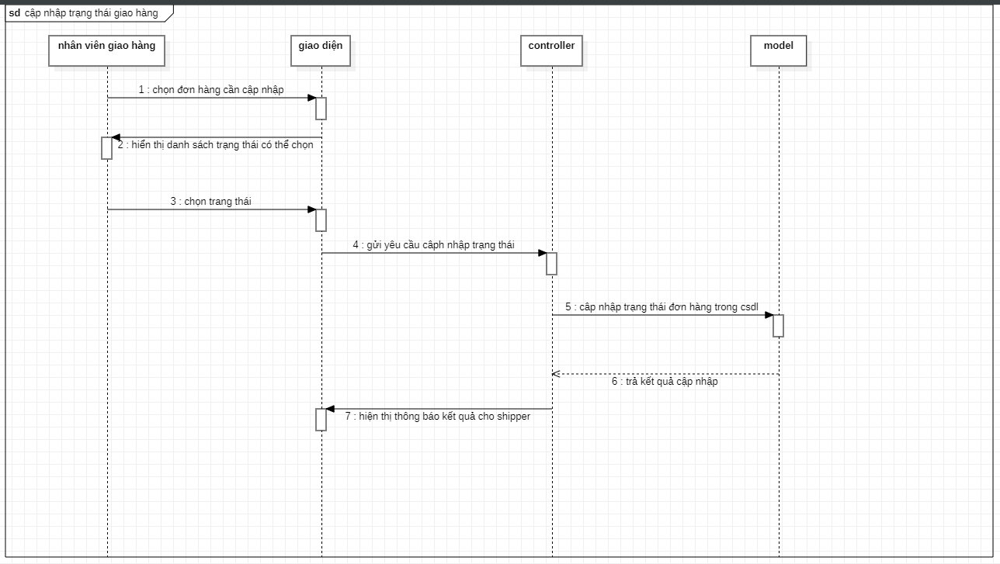 sd cập nhập trạng thái giao hàng
nhân viên giao hàng
giao diện
controller
model
1 : chọn đơn hàng cần cập nhập
2 : hiển thị danh sách trạng thái có thể chọn
3 : chọn trang thái
4 : gửi yêu cầu câph nhập trạng thái
5 : câp nhập trạng thái đơn hàng trong csdl
6 : trả kết quả cập nhập
7 : hiện thị thông báo kết quả cho shipper